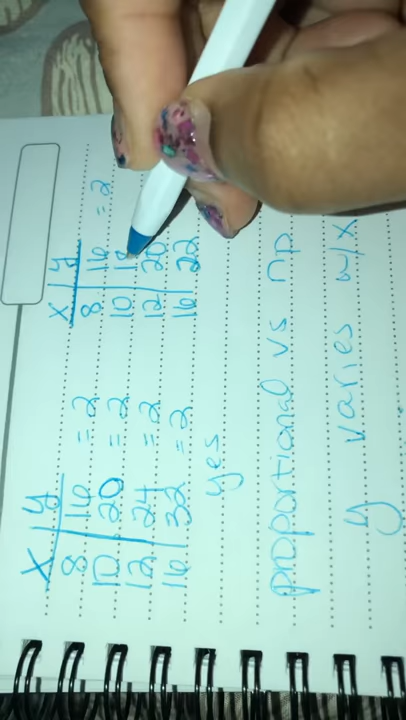 x | y
8 | 16 = 2
10 | 20 = 2
12 | 24 = 2
16 | 32 = 2
yes
x | y
8 | 16 = 2
10 | 18
12 | 20
16 | 22
proportional vs np
y varies w/x